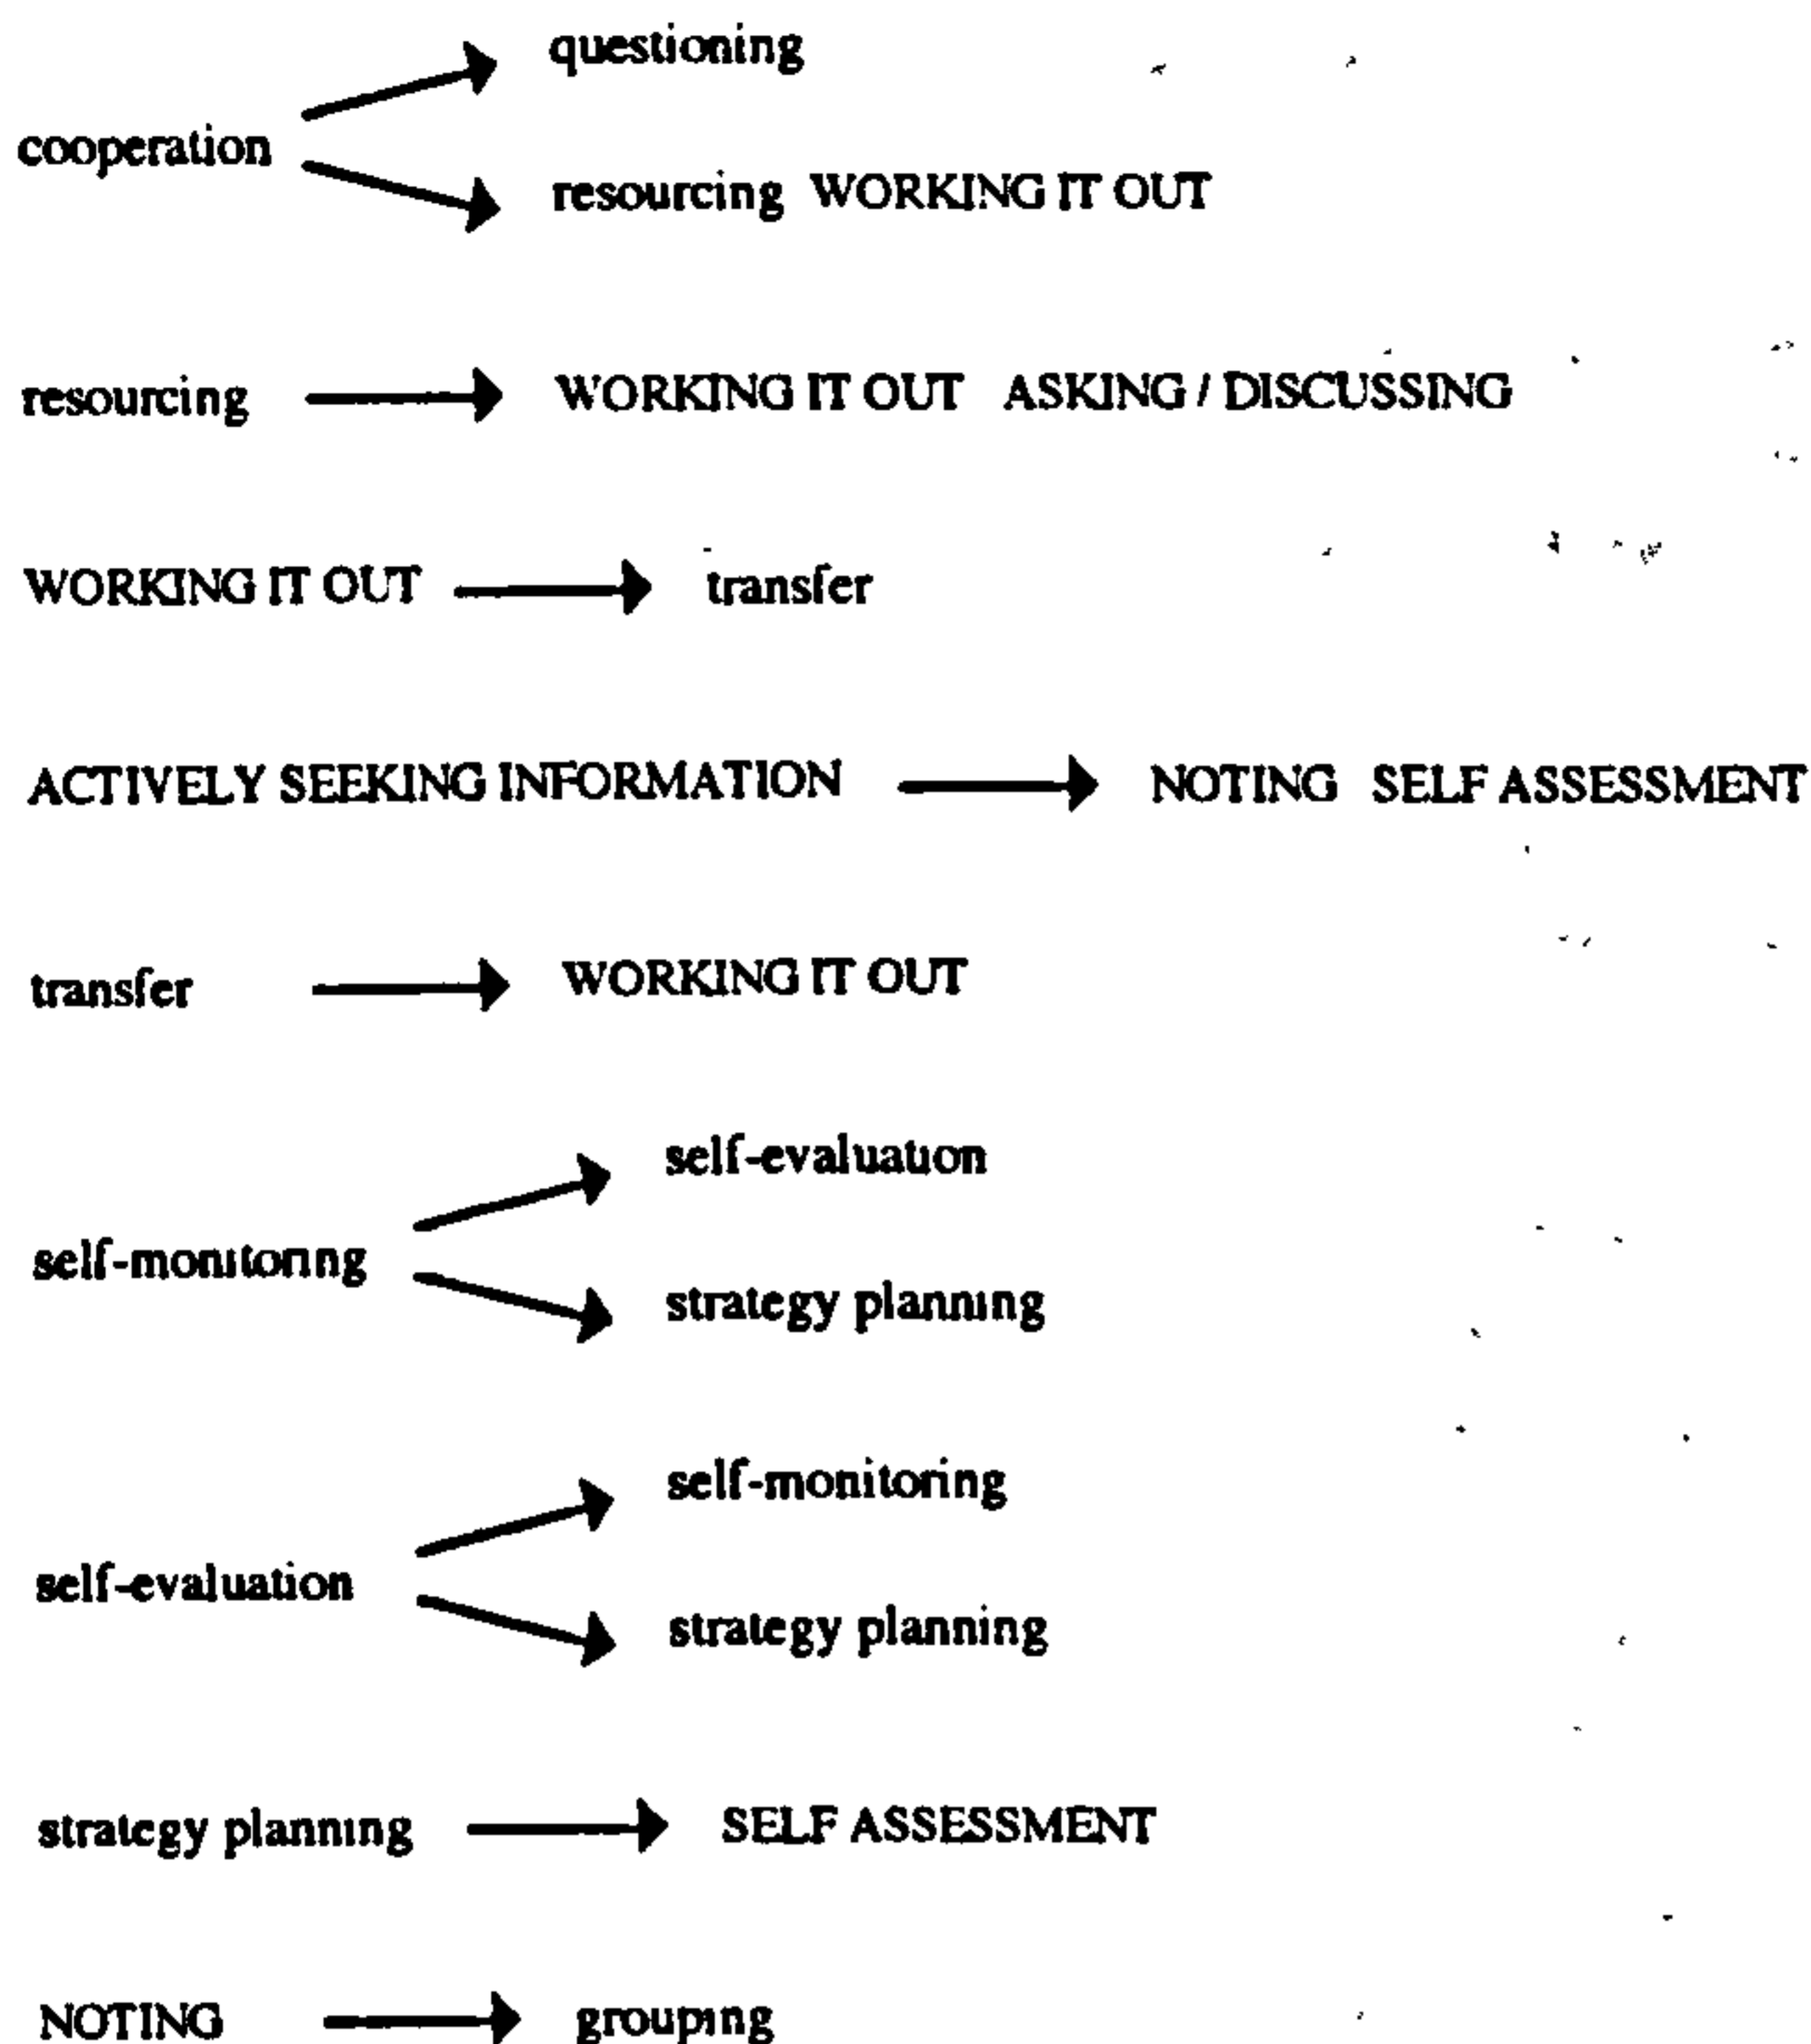 questioning
cooperation
resourcing WORKING IT OUT
resourcing WORKING IT OUT ASKING / DISCUSSING
WORKING IT OUT transfer
ACTIVELY SEEKING INFORMATION NOTING SELF ASSESSMENT
transfer WORKING IT OUT
self-evaluation
self-monitoring
strategy planning
self-monitoring
self-evaluation
strategy planning
strategy planning SELF ASSESSMENT
NOTING grouping